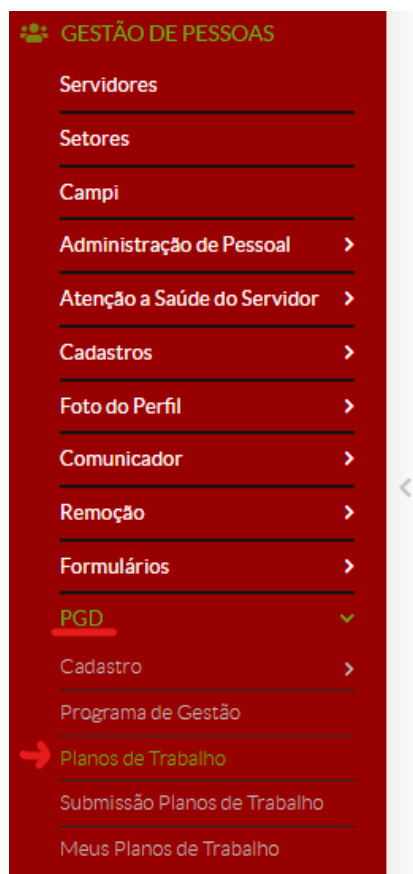 GESTÃO DE PESSOAS
Servidores
Setores
Campi
Administração de Pessoal
Atenção a Saúde do Servidor
Cadastros
Foto do Perfil
Comunicador
Remoção
Formulários
PGD
Cadastro
Programa de Gestão
Planos de Trabalho
Submissão Planos de Trabalho
Meus Planos de Trabalho